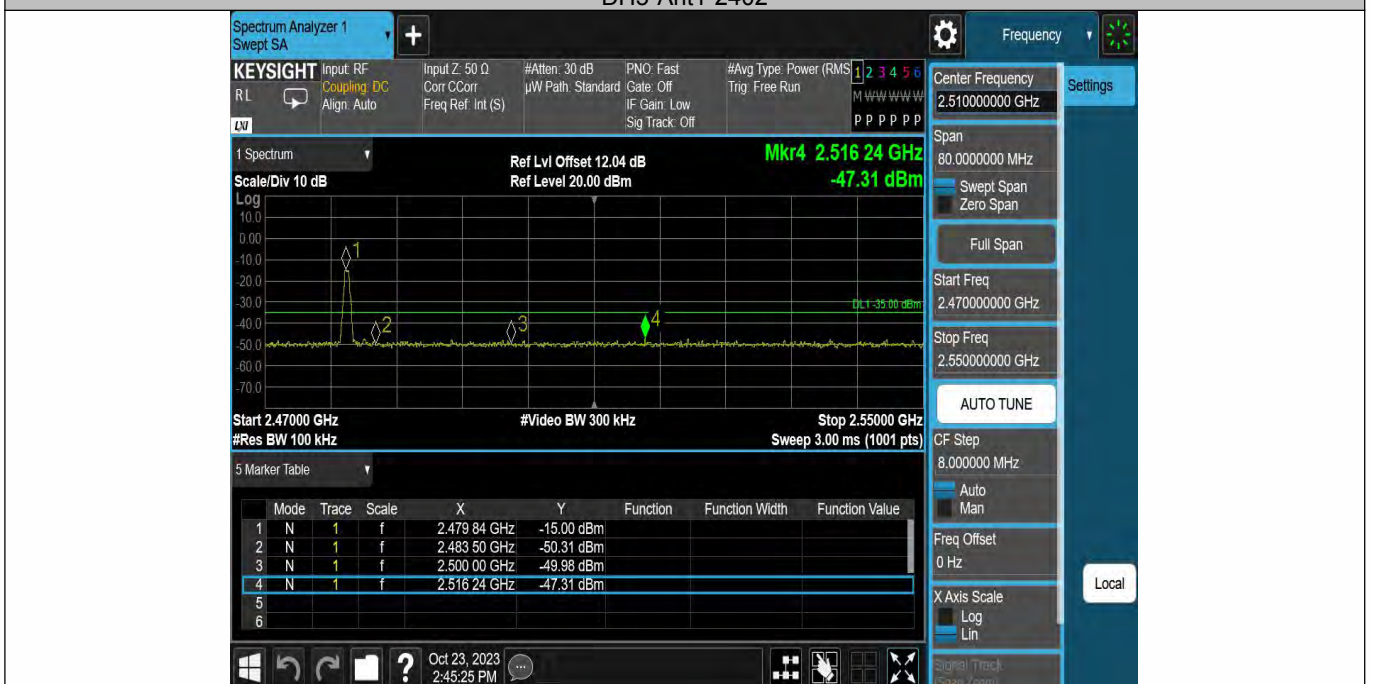 DH5-Ant1-2402
Spectrum Analyzer 1
Swept SA
Frequency
KEYSIGHT
RL
LXI
Input: RF
Coupling: DC
Align: Auto
Input Z: 50 Ω
Corr CCorr
Freq Ref: Int (S)
#Atten: 30 dB
µW Path: Standard
PNO: Fast
Gate: Off
IF Gain: Low
Sig Track: Off
#Avg Type: Power (RMS
Trig: Free Run
1 2 3 4 5 6
M W W W W W
P P P P P P
1 Spectrum
Scale/Div 10 dB
Ref Lvl Offset 12.04 dB
Ref Level 20.00 dBm
Mkr4 2.516 24 GHz
-47.31 dBm
Log
10.0
0.00
-10.0
-20.0
-30.0
-40.0
-50.0
-60.0
-70.0
1
2
3
4
DL1 -35.00 dBm
Start 2.47000 GHz
#Video BW 300 kHz
Stop 2.55000 GHz
#Res BW 100 kHz
Sweep 3.00 ms (1001 pts)
5 Marker Table
Mode Trace Scale X Y Function Function Width Function Value
1 N 1 f 2.479 84 GHz -15.00 dBm
2 N 1 f 2.483 50 GHz -50.31 dBm
3 N 1 f 2.500 00 GHz -49.98 dBm
4 N 1 f 2.516 24 GHz -47.31 dBm
5
6
Oct 23, 2023
2:45:25 PM
Center Frequency
2.510000000 GHz
Settings
Span
80.0000000 MHz
Swept Span
Zero Span
Full Span
Start Freq
2.470000000 GHz
Stop Freq
2.550000000 GHz
AUTO TUNE
CF Step
8.000000 MHz
Auto
Man
Freq Offset
0 Hz
X Axis Scale
Log
Lin
Local
Signal Track
(Span Zoom)